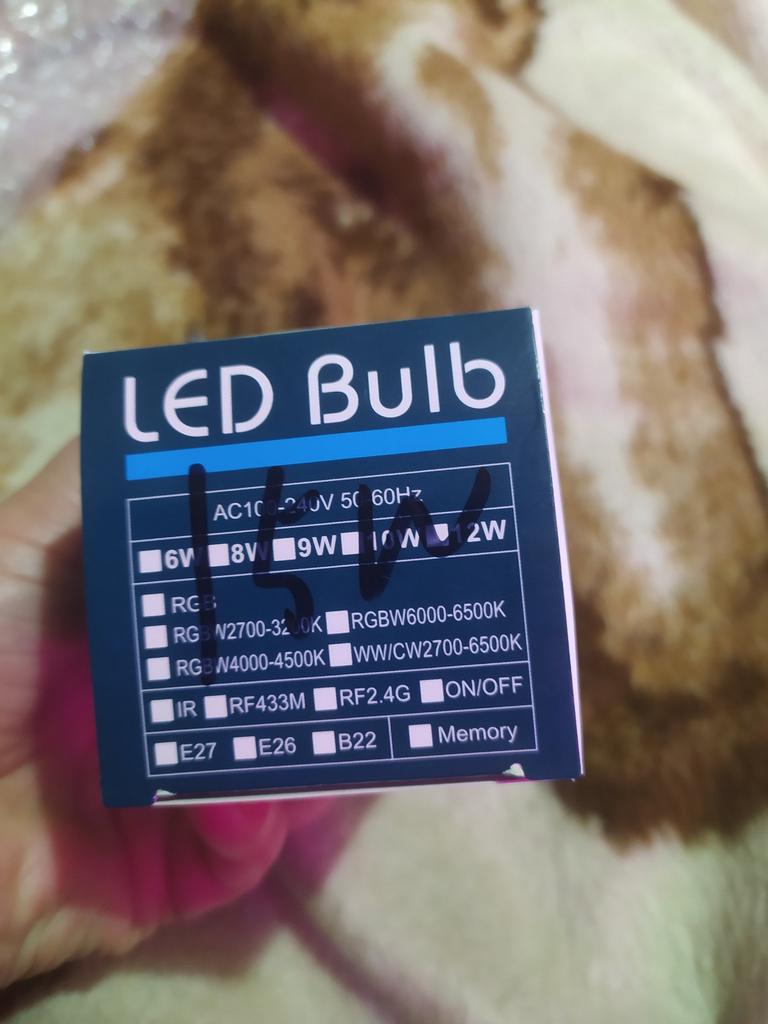 LED Bulb
AC100-240V 50-60Hz
15W
6W 8W 9W 10W 12W
RGB
RGBW2700-3200K RGBW6000-6500K
RGBW4000-4500K WW/CW2700-6500K
IR RF433M RF2.4G ON/OFF
E27 E26 B22 Memory